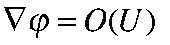 ∇φ = O(U)